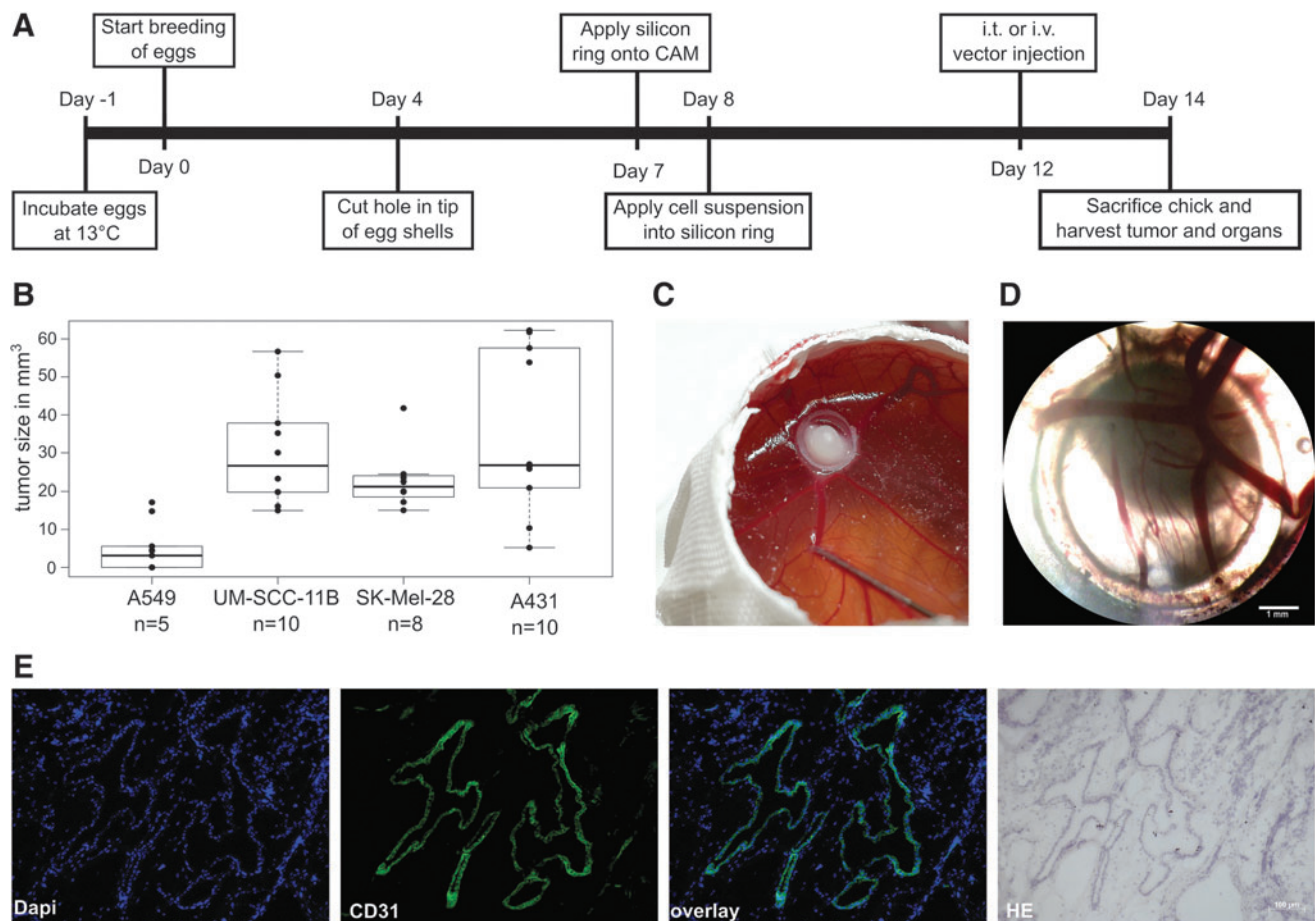 A
Start breeding
of eggs
Apply silicon
ring onto CAM
i.t. or i.v.
vector injection
Day -1
Day 4
Day 8
Day 14
Day 0
Day 7
Day 12
Incubate eggs
at 13°C
Cut hole in tip
of egg shells
Apply cell suspension
into silicon ring
Sacrifice chick and
harvest tumor and organs
B
tumor size in mm³
60
50
40
30
20
10
0
A549
n=5
UM-SCC-11B
n=10
SK-Mel-28
n=8
A431
n=10
C
D
1 mm
E
Dapi
CD31
overlay
HE
100 µm